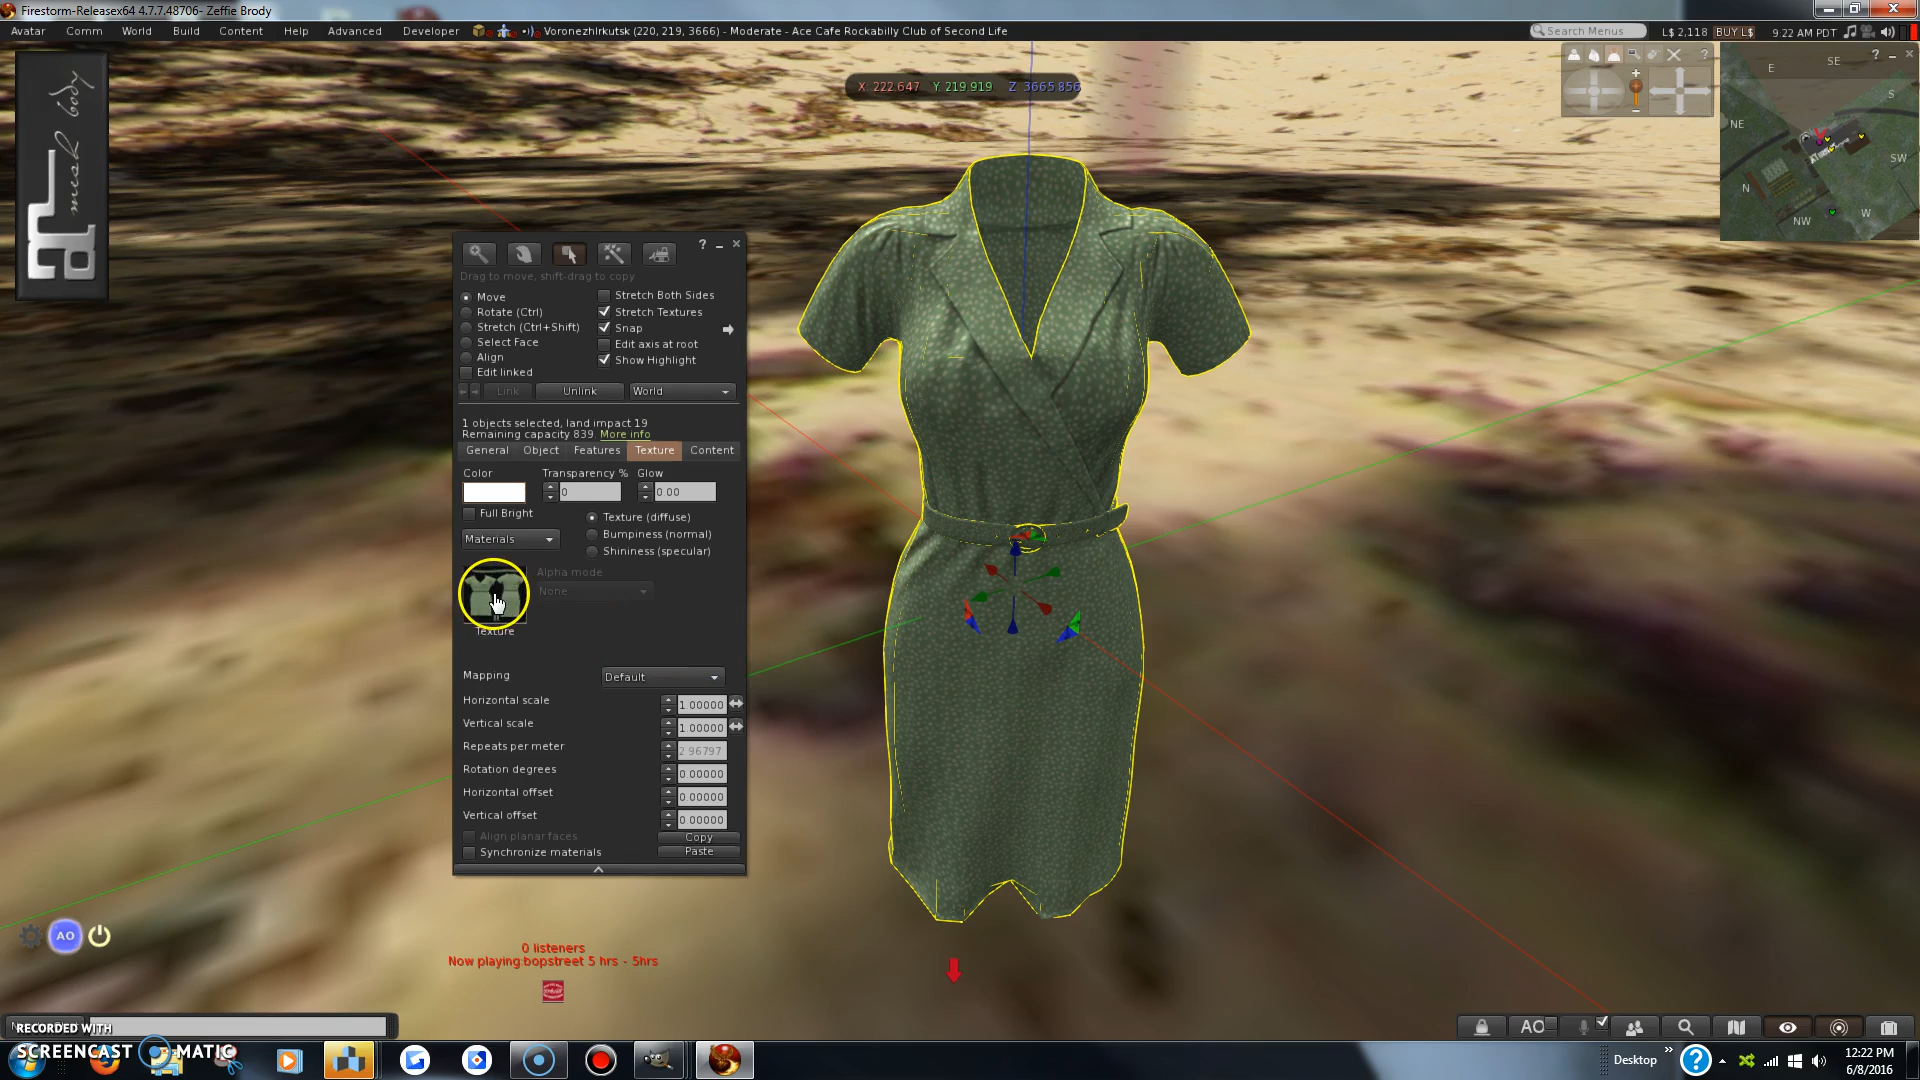 Firestorm-Releasex64 4.7.7.48706- Zeffie Brody
Avatar Comm World Build Content Help Advanced Developer
VoronezhIrkutsk (220, 219, 3666) - Moderate - Ace Cafe Rockabilly Club of Second Life
Search Menus
L$ 2,118 BUY L$ 9:22 AM PDT
mesh body
X: 222.647 Y: 219.919 Z: 3665.856
?
? 
E SE S SW W NW N NE
? 
Drag to move, shift-drag to copy
Move
Rotate (Ctrl)
Stretch (Ctrl+Shift)
Select Face
Align
Edit linked
Stretch Both Sides
Stretch Textures
Snap
Edit axis at root
Show Highlight
Link Unlink World
1 objects selected, land impact 19
Remaining capacity 839. More info
General Object Features Texture Content
Color Transparency % Glow
0 0.00
Full Bright
Texture (diffuse)
Materials
Bumpiness (normal)
Shininess (specular)
Alpha mode
None
Texture
Mapping Default
Horizontal scale 1.00000
Vertical scale 1.00000
Repeats per meter 2.96797
Rotation degrees 0.00000
Horizontal offset 0.00000
Vertical offset 0.00000
Align planar faces Copy
Synchronize materials Paste
AO
0 listeners
Now playing:bopstreet 5 hrs - 5hrs
RECORDED WITH
SCREENCAST MATIC
AO
Desktop
?
12:22 PM
6/8/2016